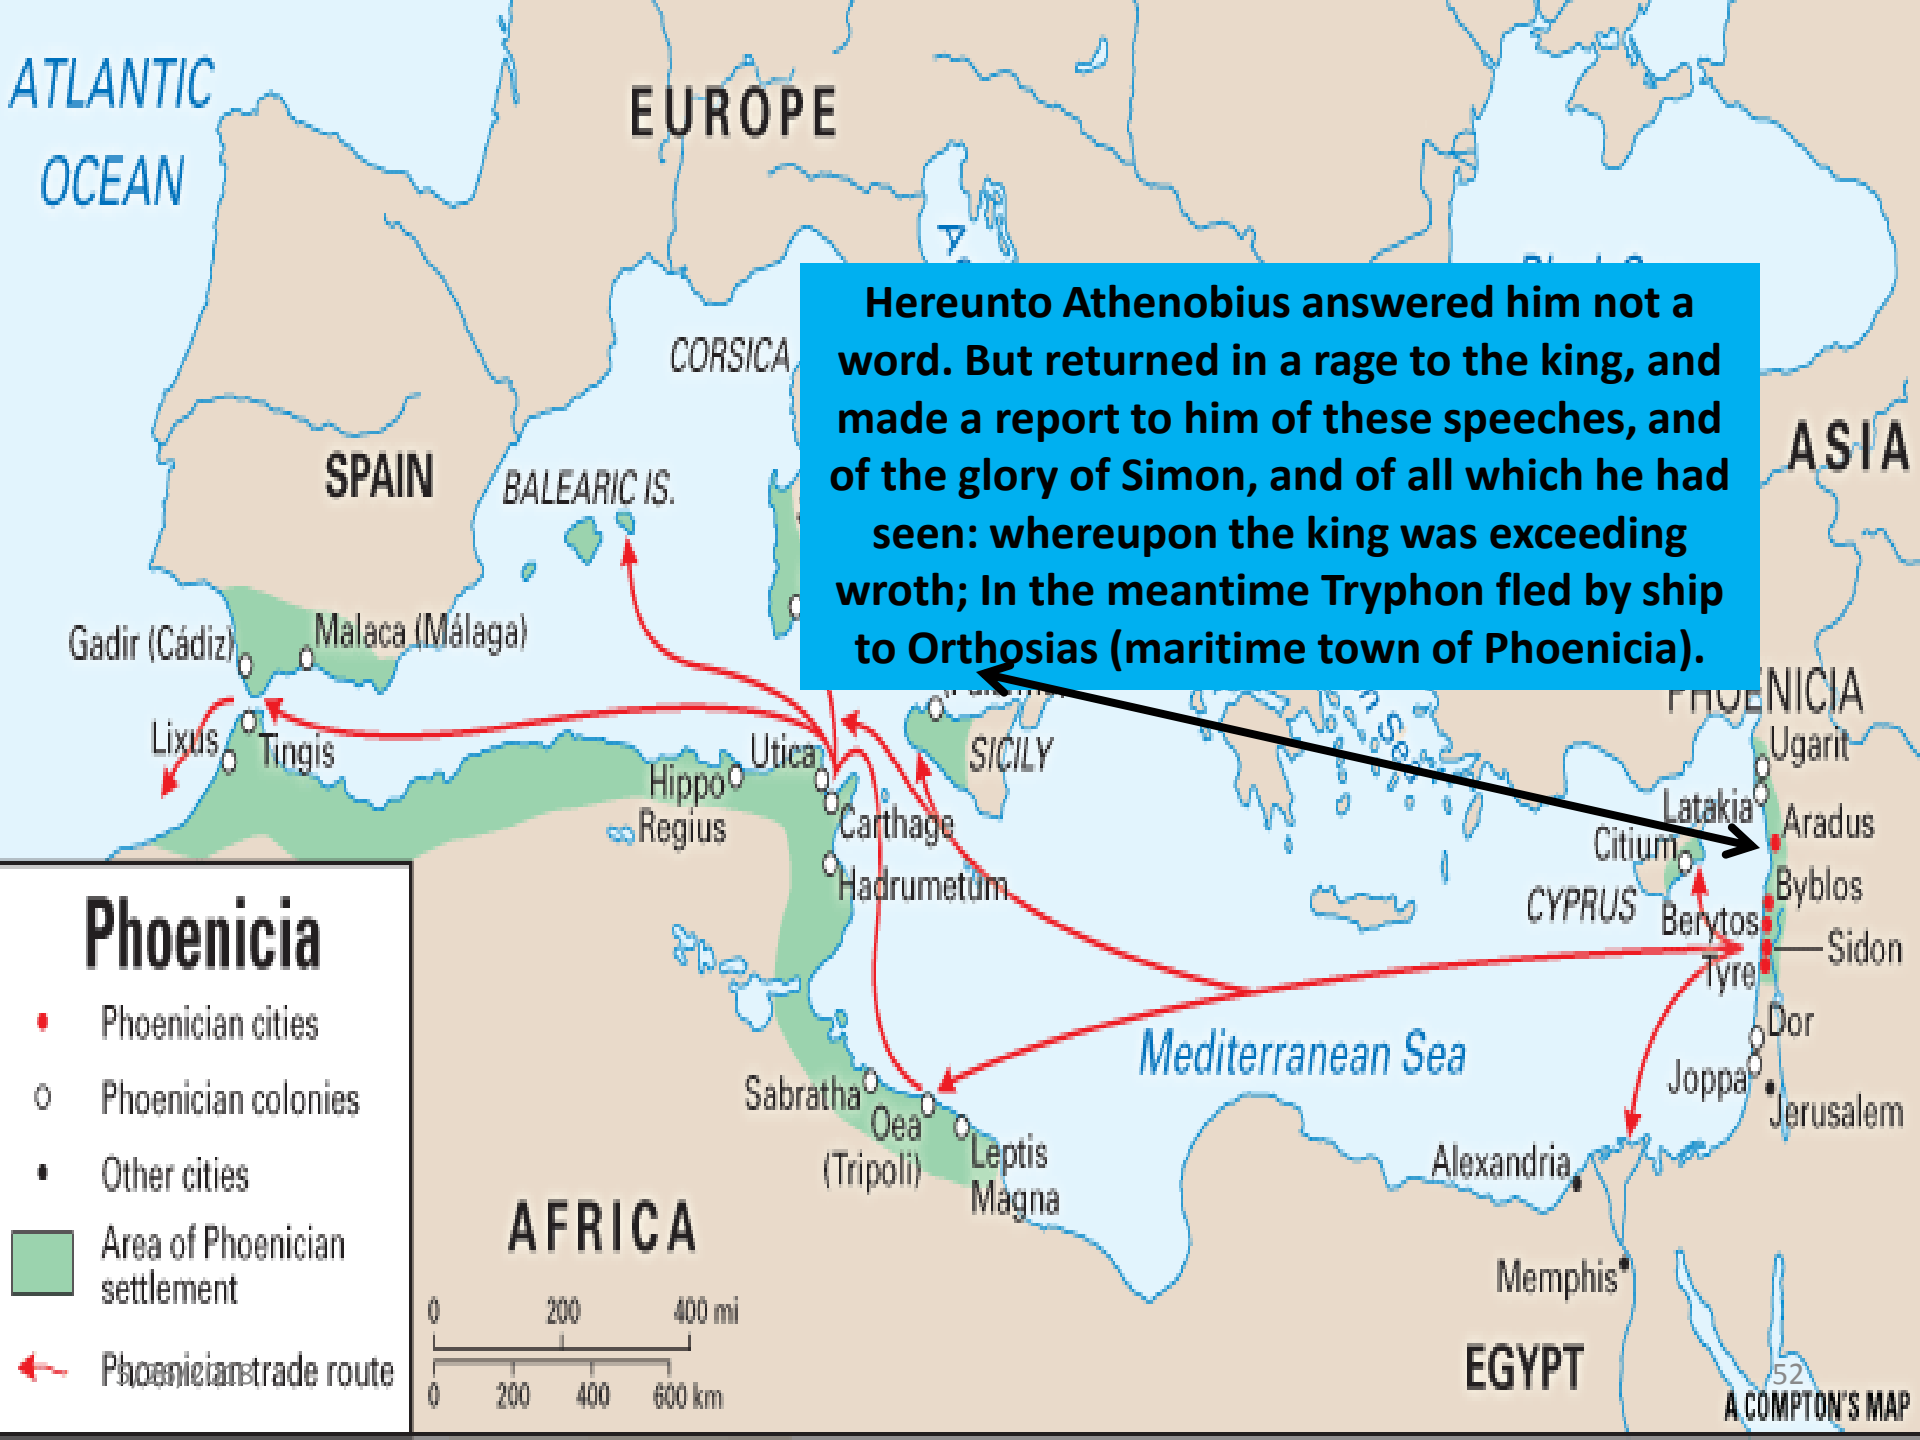 ATLANTIC
OCEAN
EUROPE
CORSICA
Hereunto Athenobius answered him not a
word. But returned in a rage to the king, and
made a report to him of these speeches, and
of the glory of Simon, and of all which he had
seen: whereupon the king was exceeding
wroth; In the meantime Tryphon fled by ship
to Orthosias (maritime town of Phoenicia).
ASIA
SPAIN
BALEARIC IS.
Gadir (Cádiz)
Malaca (Málaga)
Lixus
Tingis
Utica
Hippo
Regius
Carthage
Hadrumetum
SICILY
PHOENICIA
Ugarit
Latakia
Aradus
Citium
Byblos
CYPRUS
Berytos
Sidon
Tyre
Dor
Joppa
Jerusalem
Mediterranean Sea
Sabratha
Oea
(Tripoli)
Leptis
Magna
Alexandria
Memphis
AFRICA
EGYPT
Phoenicia
Phoenician cities
Phoenician colonies
Other cities
Area of Phoenician
settlement
Phoenician trade route
0 200 400 mi
0 200 400 600 km
52
A COMPTON'S MAP